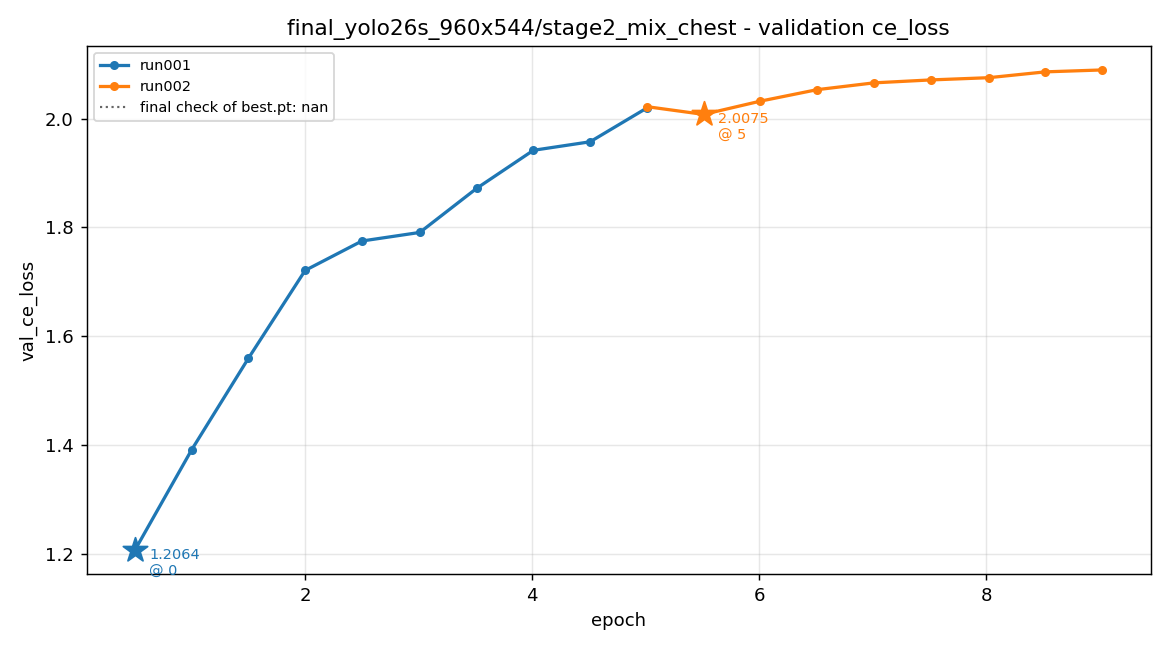 final_yolo26s_960x544/stage2_mix_chest - validation ce_loss
run001
run002
final check of best.pt: nan
2.0075
@ 5
1.2064
@ 0
val_ce_loss
2.0
1.8
1.6
1.4
1.2
2 4 6 8
epoch